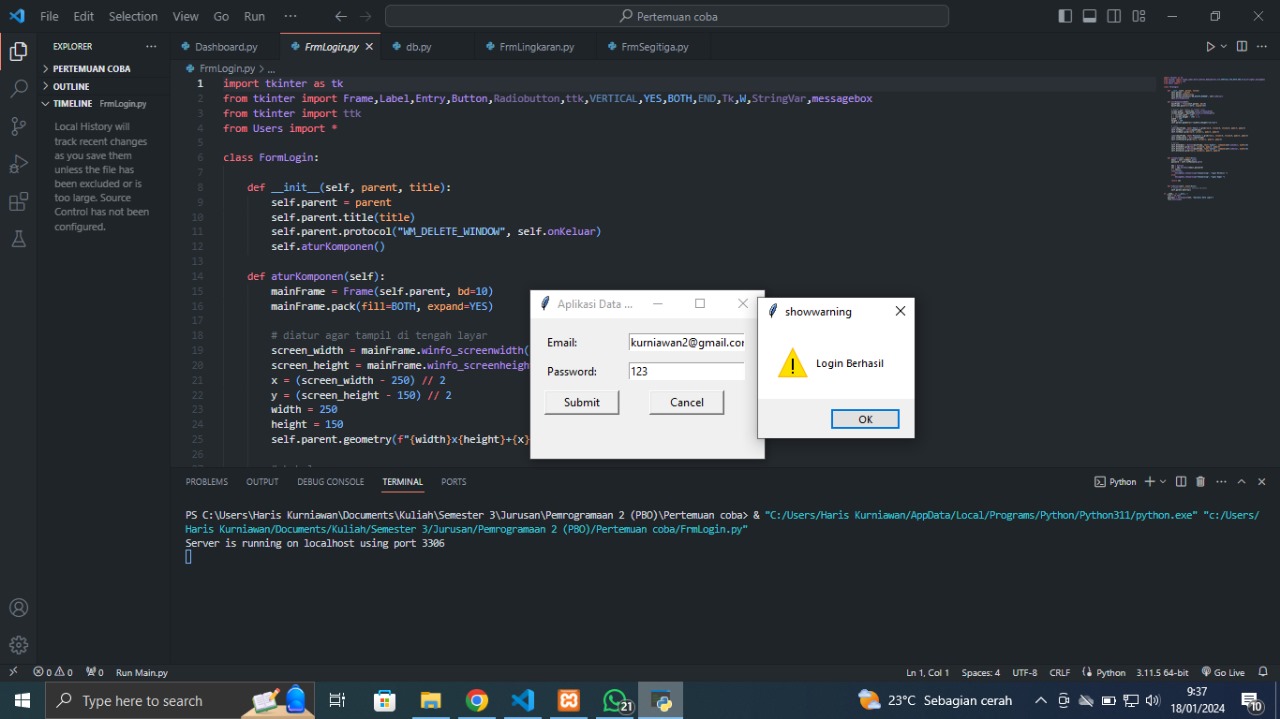 File Edit Selection View Go Run ··· Pertemuan coba
EXPLORER ···
PERTEMUAN COBA
OUTLINE
TIMELINE FrmLogin.py
Local History will
track recent changes
as you save them
unless the file has
been excluded or is
too large. Source
Control has not been
configured.
Dashboard.py FrmLogin.py db.py FrmLingkaran.py FrmSegitiga.py
FrmLogin.py > ...
1 import tkinter as tk
2 from tkinter import Frame,Label,Entry,Button,Radiobutton,ttk,VERTICAL,YES,BOTH,END,Tk,W,StringVar,messagebox
3 from tkinter import ttk
4 from Users import *
5
6 class FormLogin:
7
8 def __init__(self, parent, title):
9 self.parent = parent
10 self.parent.title(title)
11 self.parent.protocol("WM_DELETE_WINDOW", self.onKeluar)
12 self.aturKomponen()
13
14 def aturKomponen(self):
15 mainFrame = Frame(self.parent, bd=10)
16 mainFrame.pack(fill=BOTH, expand=YES)
17
18 # diatur agar tampil di tengah layar
19 screen_width = mainFrame.winfo_screenwidth(
20 screen_height = mainFrame.winfo_screenheigh
21 x = (screen_width - 250) // 2
22 y = (screen_height - 150) // 2
23 width = 250
24 height = 150
25 self.parent.geometry(f"{width}x{height}+{x}
26
Aplikasi Data ...
Email: kurniawan2@gmail.cor
Password: 123
Submit Cancel
showwarning
Login Berhasil
OK
PROBLEMS OUTPUT DEBUG CONSOLE TERMINAL PORTS Python
PS C:\Users\Haris Kurniawan\Documents\Kuliah\Semester 3\Jurusan\Pemrogramaan 2 (PBO)\Pertemuan coba> & "C:/Users/Haris Kurniawan/AppData/Local/Programs/Python/Python311/python.exe" "c:/Users/
Haris Kurniawan/Documents/Kuliah/Semester 3/Jurusan/Pemrogramaan 2 (PBO)/Pertemuan coba/FrmLogin.py"
Server is running on localhost using port 3306
0 0 0 Run Main.py Ln 1, Col 1 Spaces: 4 UTF-8 CRLF Python 3.11.5 64-bit Go Live
Type here to search 21 23°C Sebagian cerah 9:37
18/01/2024 10